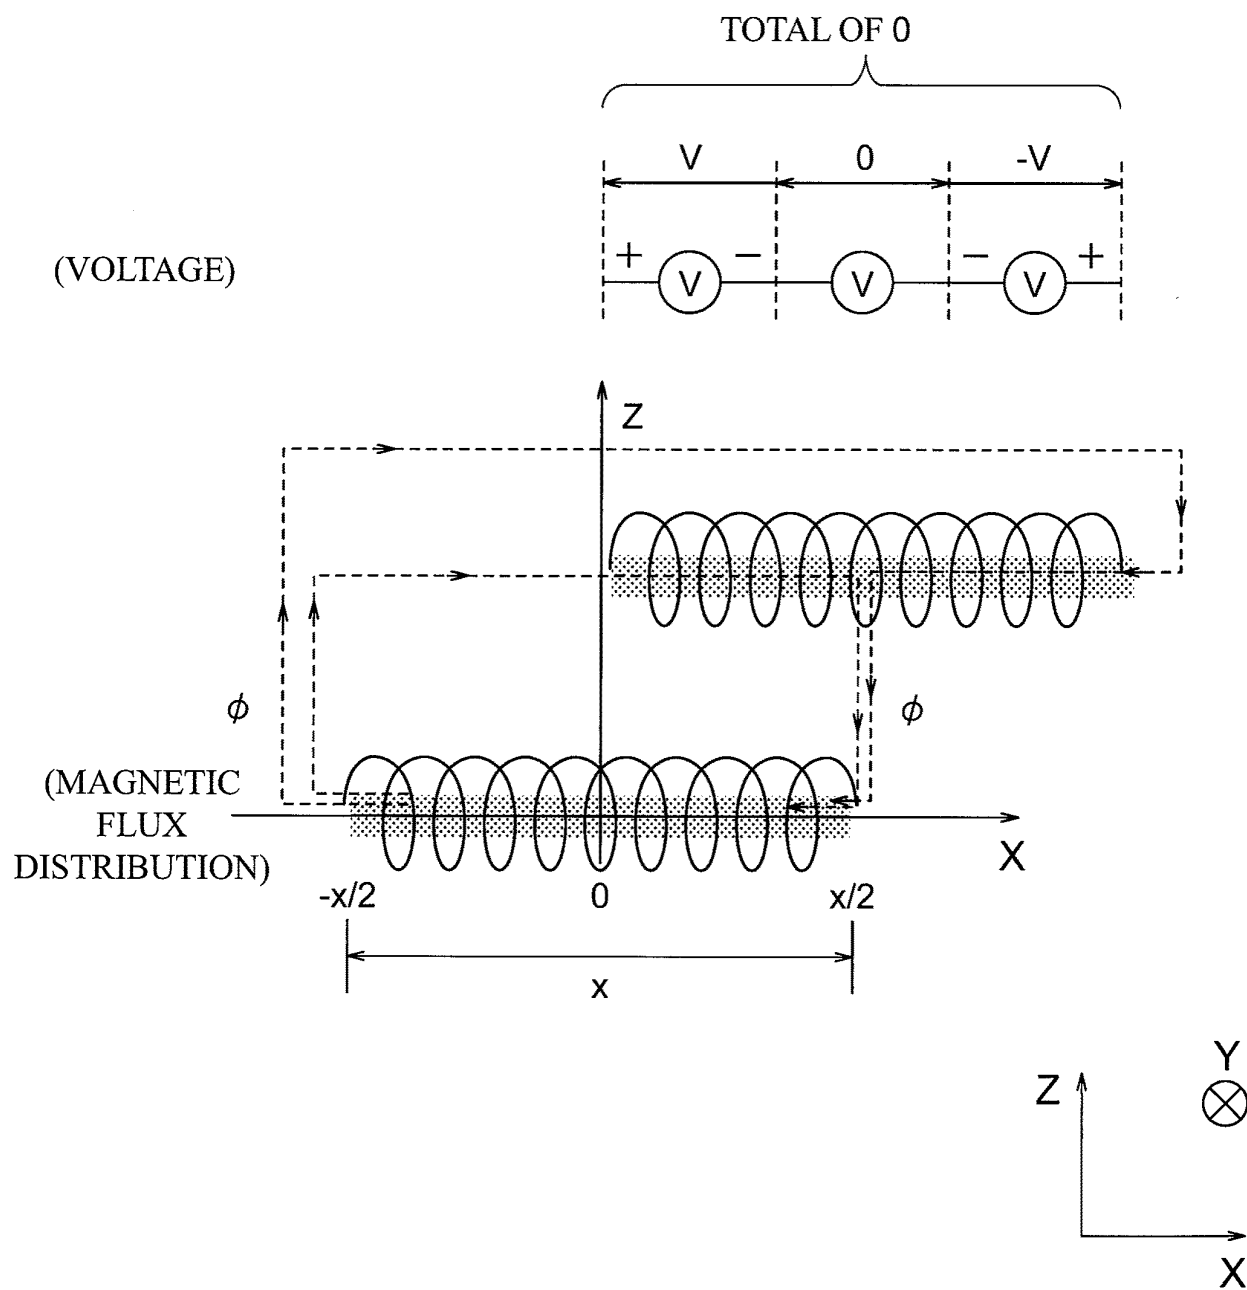 TOTAL OF 0
V 0 -V
(VOLTAGE)
+ − − +
V V V
Z
ϕ ϕ
(MAGNETIC
FLUX
DISTRIBUTION)
X
-x/2 0 x/2
x
Y
Z
X